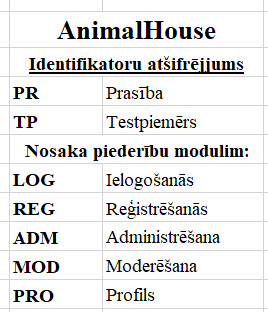 AnimalHouse
Identifikatoru atšifrējjums
PR Prasība
TP Testpiemērs
Nosaka piederību modulim:
LOG Ielogošanās
REG Reģistrēšanās
ADM Administrēšana
MOD Moderēšana
PRO Profils